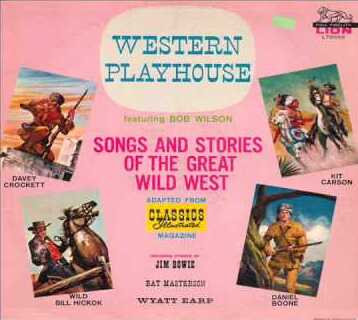 WESTERN
PLAYHOUSE
LION
featuring BOB WILSON
SONGS AND STORIES
OF THE GREAT
WILD WEST
DAVEY
CROCKETT
KIT
CARSON
ADAPTED FROM
CLASSICS
Illustrated
MAGAZINE
WILD
BILL HICKOK
DANIEL
BOONE
JIM BOWIE
BAT MASTERSON
WYATT EARP